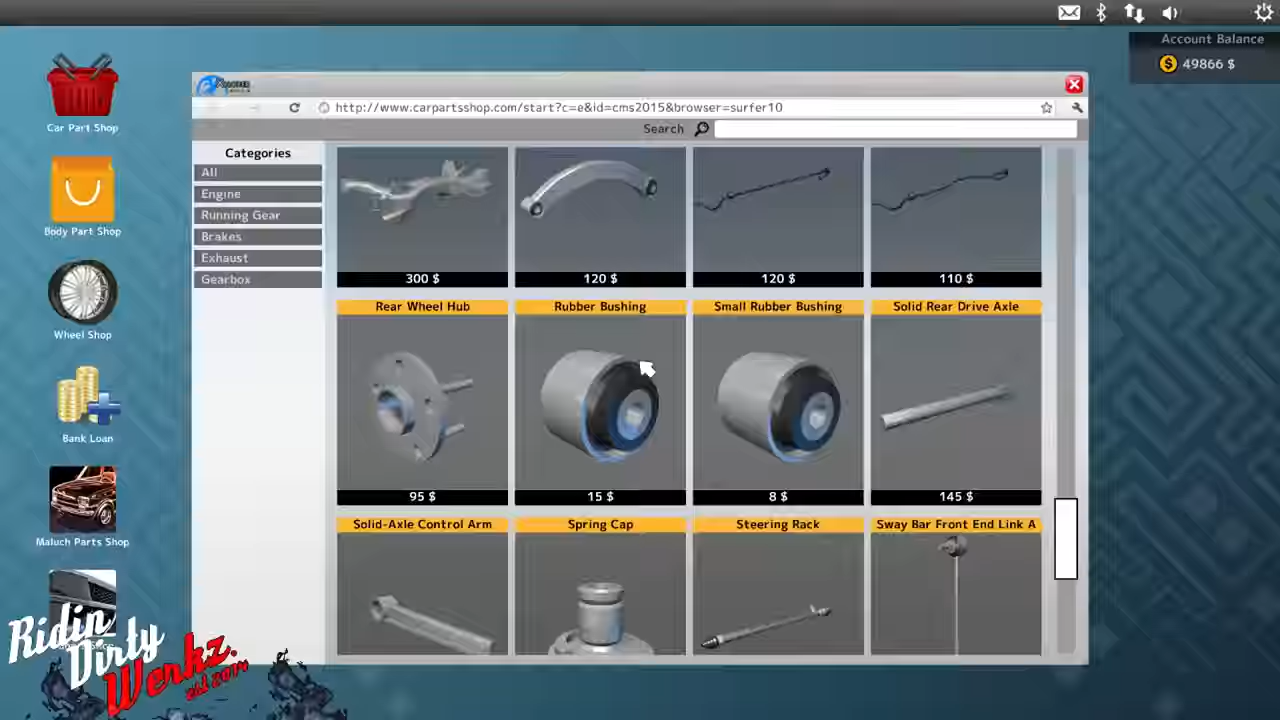 Account Balance
49866 $
Car Part Shop
Body Part Shop
Wheel Shop
Bank Loan
Maluch Parts Shop
http://www.carpartsshop.com/start?c=e&id=cms2015&browser=surfer10
Search
Categories
All
Engine
Running Gear
Brakes
Exhaust
Gearbox
300 $
120 $
120 $
110 $
Rear Wheel Hub
Rubber Bushing
Small Rubber Bushing
Solid Rear Drive Axle
95 $
15 $
8 $
145 $
Solid-Axle Control Arm
Spring Cap
Steering Rack
Sway Bar Front End Link A
Ridin
Dirty
Werkz.
est 2014